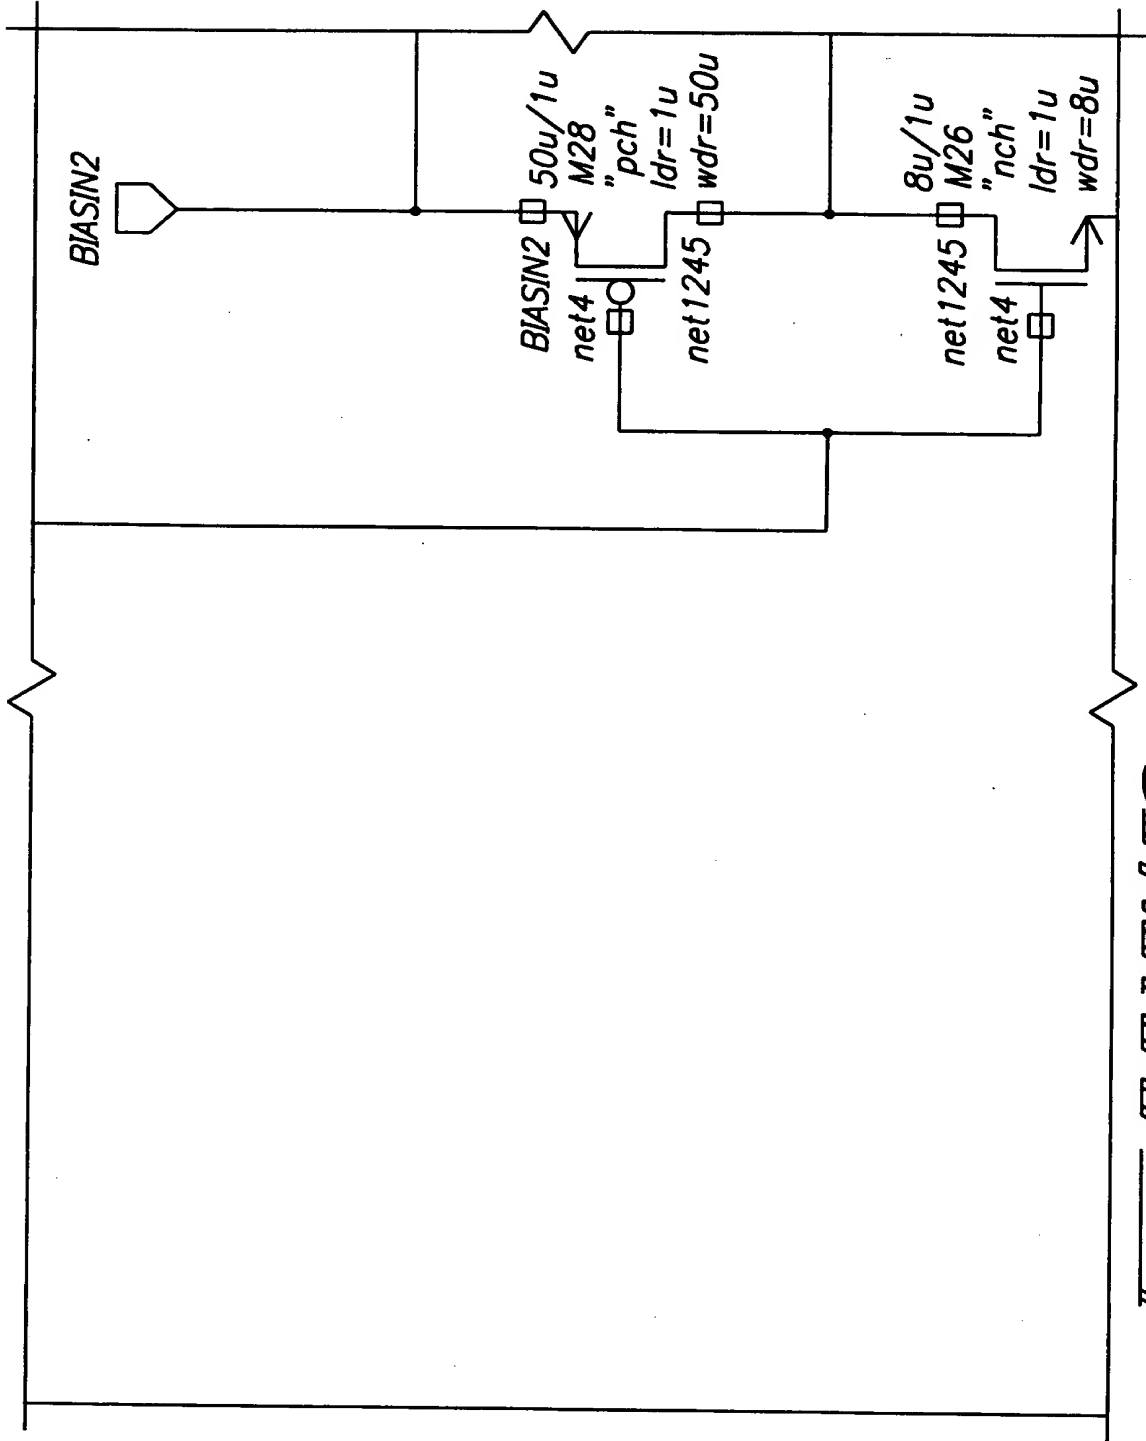 BIASIN2
BIASIN2
net4
50u/1u
M28
"pch"
ldr=1u
wdr=50u
net1245
net1245
net4
8u/1u
M26
"nch"
ldr=1u
wdr=8u